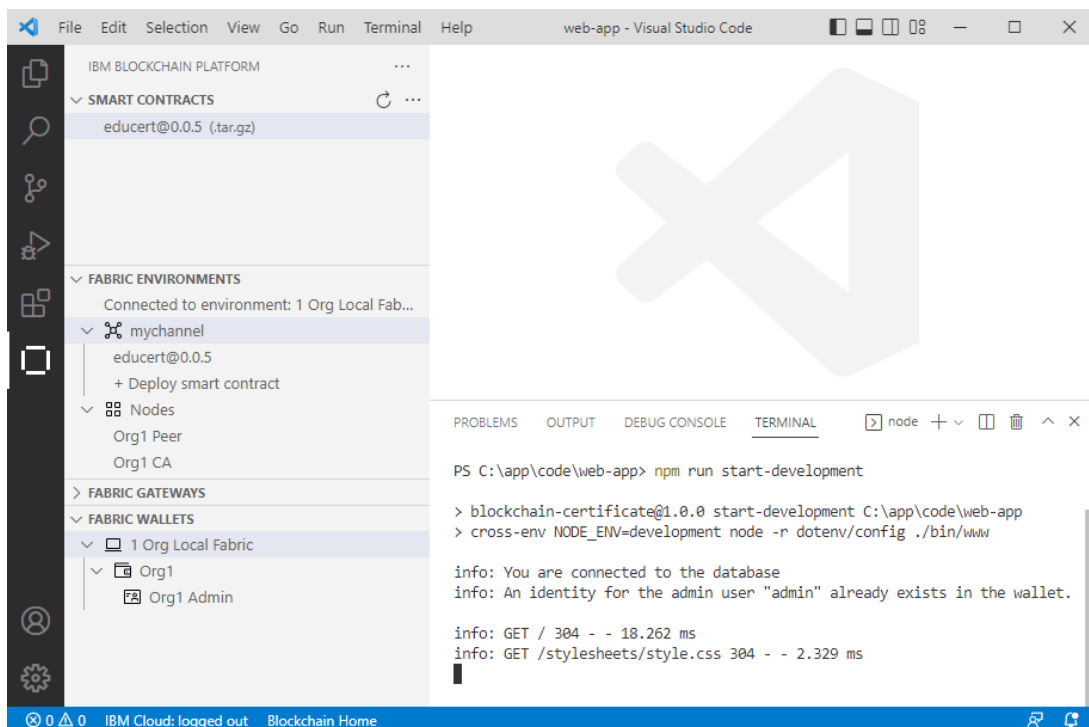 File Edit Selection View Go Run Terminal Help web-app - Visual Studio Code
IBM BLOCKCHAIN PLATFORM
SMART CONTRACTS
educert@0.0.5 (.tar.gz)
FABRIC ENVIRONMENTS
Connected to environment: 1 Org Local Fab...
mychannel
educert@0.0.5
+ Deploy smart contract
Nodes
Org1 Peer
Org1 CA
FABRIC GATEWAYS
FABRIC WALLETS
1 Org Local Fabric
Org1
Org1 Admin
PROBLEMS OUTPUT DEBUG CONSOLE TERMINAL node
PS C:\app\code\web-app> npm run start-development
> blockchain-certificate@1.0.0 start-development C:\app\code\web-app
> cross-env NODE_ENV=development node -r dotenv/config ./bin/www
info: You are connected to the database
info: An identity for the admin user "admin" already exists in the wallet.
info: GET / 304 - - 18.262 ms
info: GET /stylesheets/style.css 304 - - 2.329 ms
0 0 IBM Cloud: logged out Blockchain Home